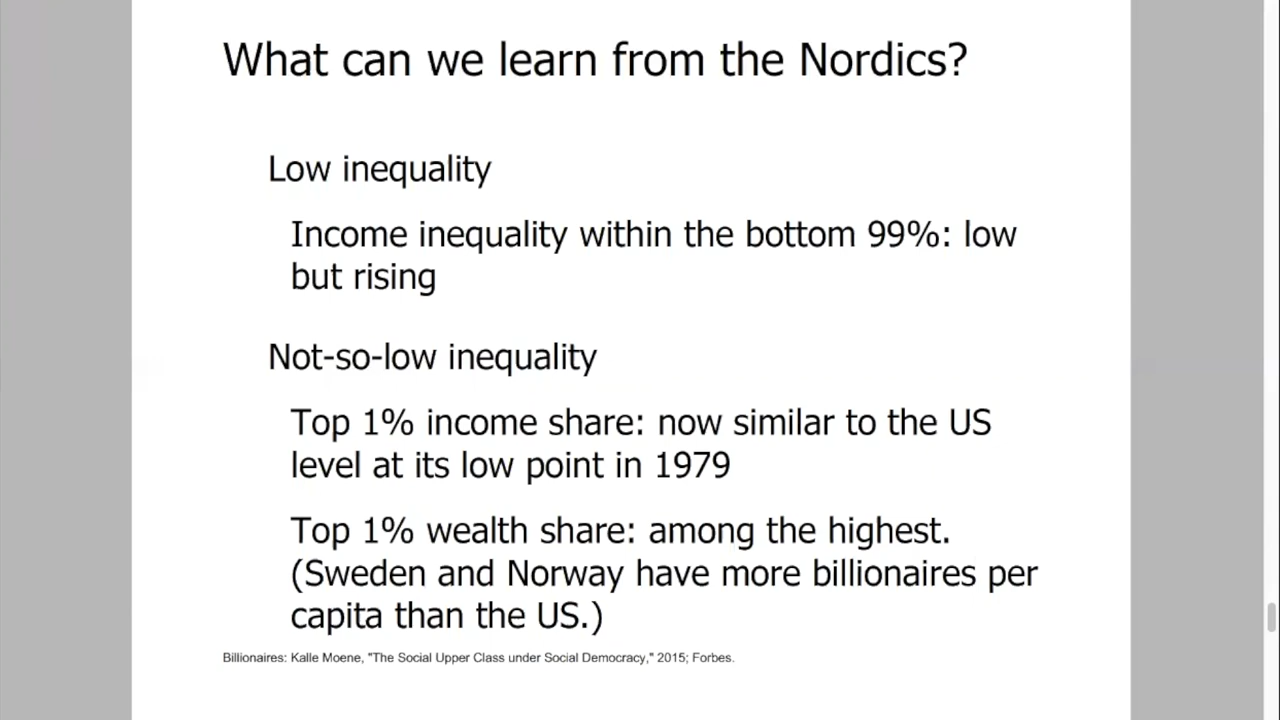 What can we learn from the Nordics?
Low inequality
Income inequality within the bottom 99%: low
but rising
Not-so-low inequality
Top 1% income share: now similar to the US
level at its low point in 1979
Top 1% wealth share: among the highest.
(Sweden and Norway have more billionaires per
capita than the US.)
Billionaires: Kalle Moene, "The Social Upper Class under Social Democracy," 2015; Forbes.